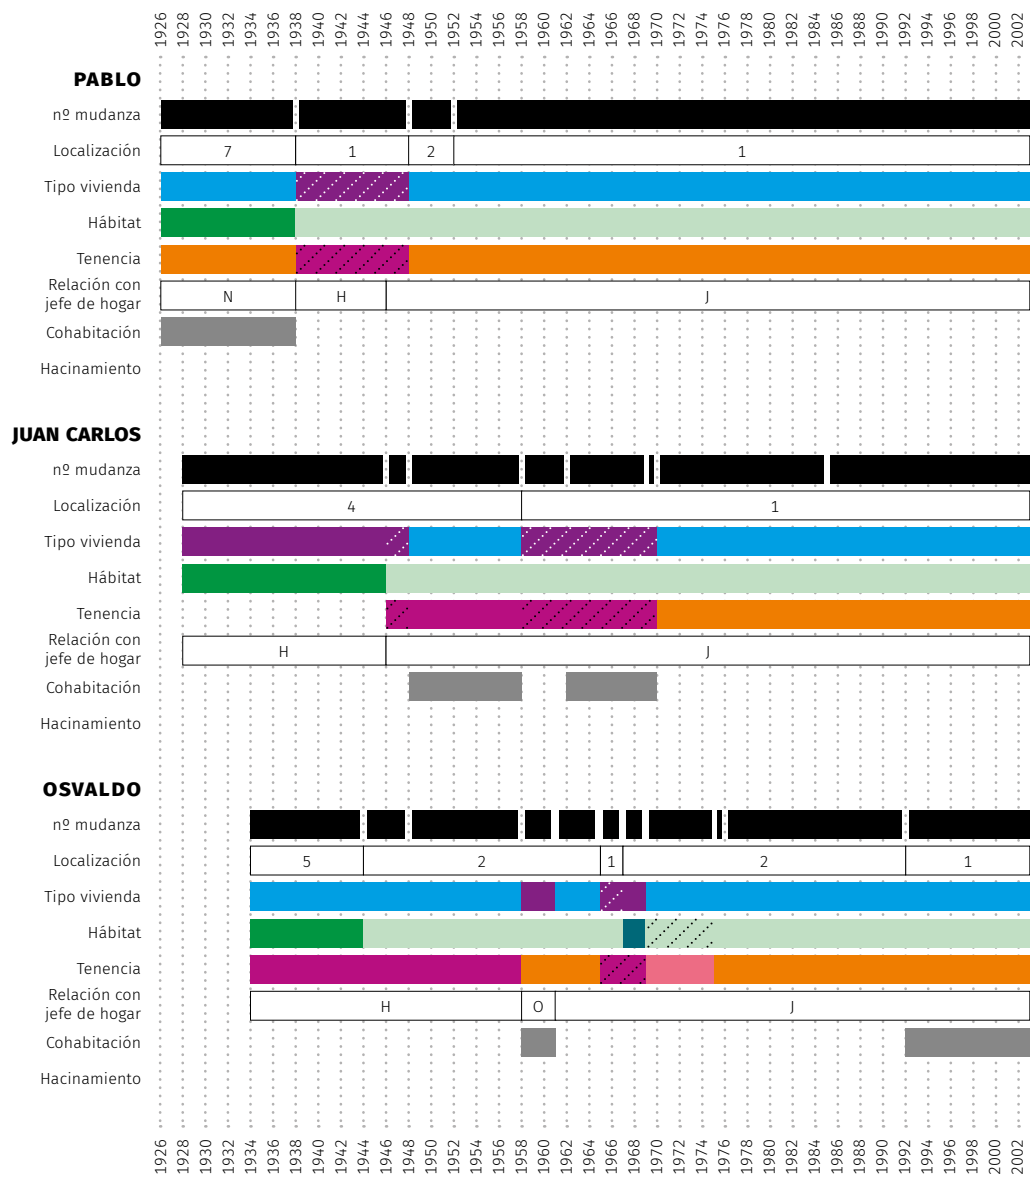 1926 1928 1930 1932 1934 1936 1938 1940 1942 1944 1946 1948 1950 1952 1954 1956 1958 1960 1962 1964 1966 1968 1970 1972 1974 1976 1978 1980 1982 1984 1986 1988 1990 1992 1994 1996 1998 2000 2002
PABLO
nº mudanza
Localización 7 1 2 1
Tipo vivienda
Hábitat
Tenencia
Relación con
jefe de hogar N H J
Cohabitación
Hacinamiento
JUAN CARLOS
nº mudanza
Localización 4 1
Tipo vivienda
Hábitat
Tenencia
Relación con
jefe de hogar H J
Cohabitación
Hacinamiento
OSVALDO
nº mudanza
Localización 5 2 1 2 1
Tipo vivienda
Hábitat
Tenencia
Relación con
jefe de hogar H O J
Cohabitación
Hacinamiento
1926 1928 1930 1932 1934 1936 1938 1940 1942 1944 1946 1948 1950 1952 1954 1956 1958 1960 1962 1964 1966 1968 1970 1972 1974 1976 1978 1980 1982 1984 1986 1988 1990 1992 1994 1996 1998 2000 2002